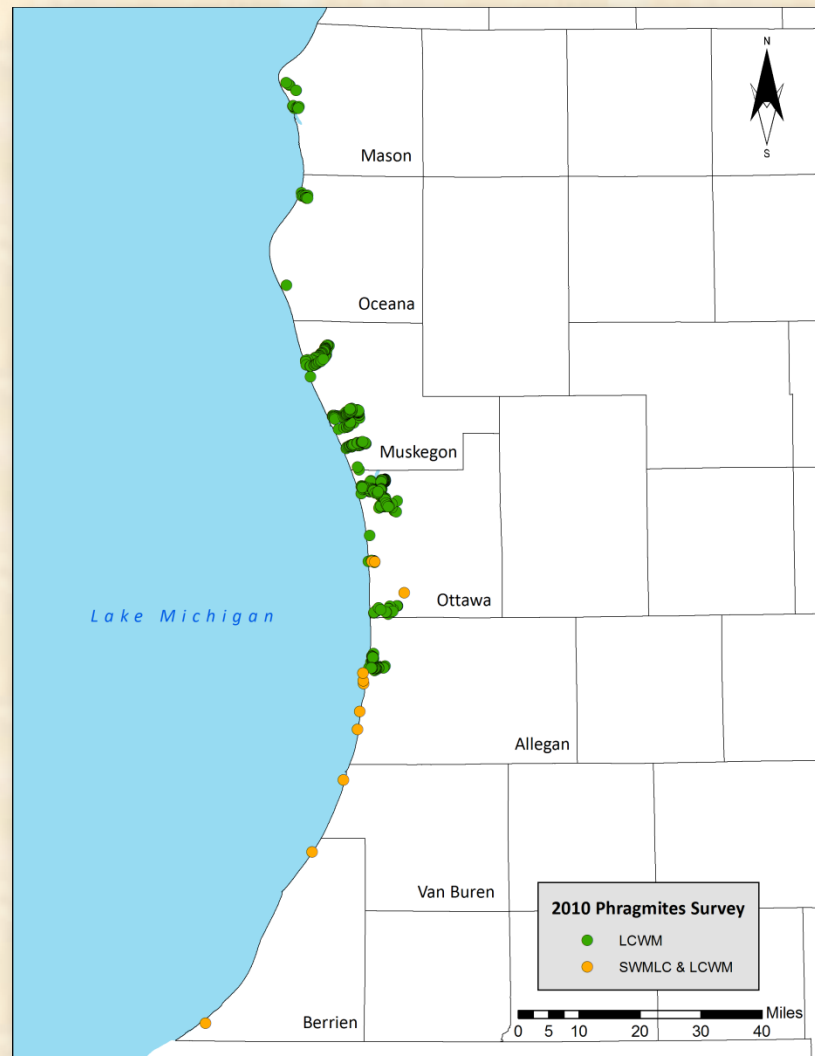 N
S
Mason
Oceana
Muskegon
Lake Michigan
Ottawa
Allegan
Van Buren
2010 Phragmites Survey
LCWM
SWMLC & LCWM
Miles
0 5 10 20 30 40
Berrien